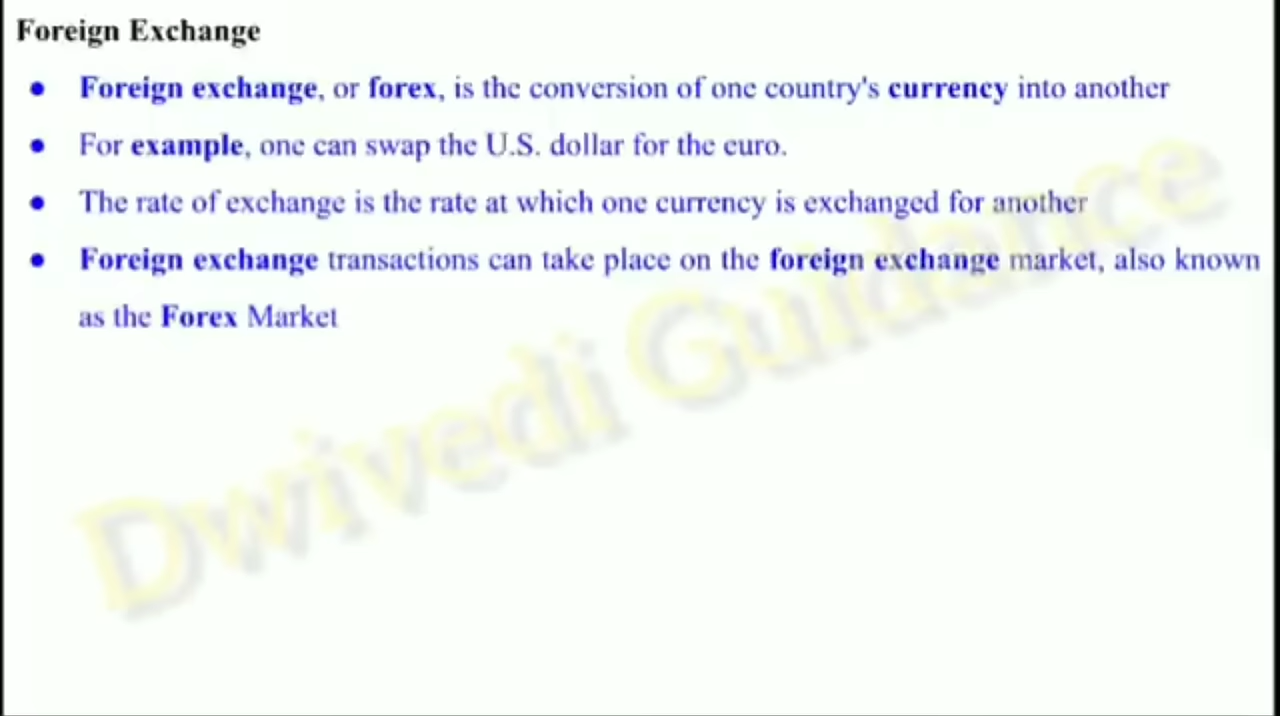 Foreign Exchange
● Foreign exchange, or forex, is the conversion of one country's currency into another
● For example, one can swap the U.S. dollar for the euro.
● The rate of exchange is the rate at which one currency is exchanged for another
● Foreign exchange transactions can take place on the foreign exchange market, also known
as the Forex Market
Dwivedi Guidance